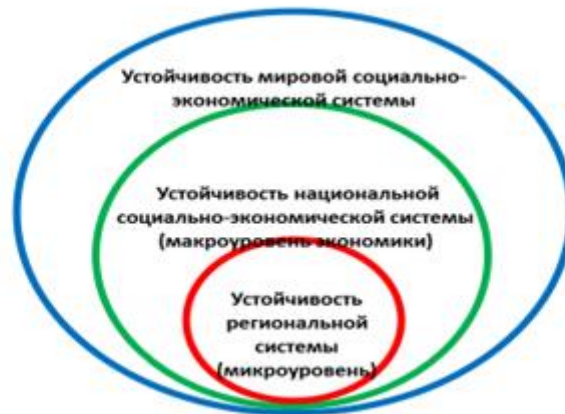 Устойчивость мировой социально-
экономической системы
Устойчивость национальной
социально-экономической системы
(макроуровень экономики)
Устойчивость
региональной
системы
(микроуровень)